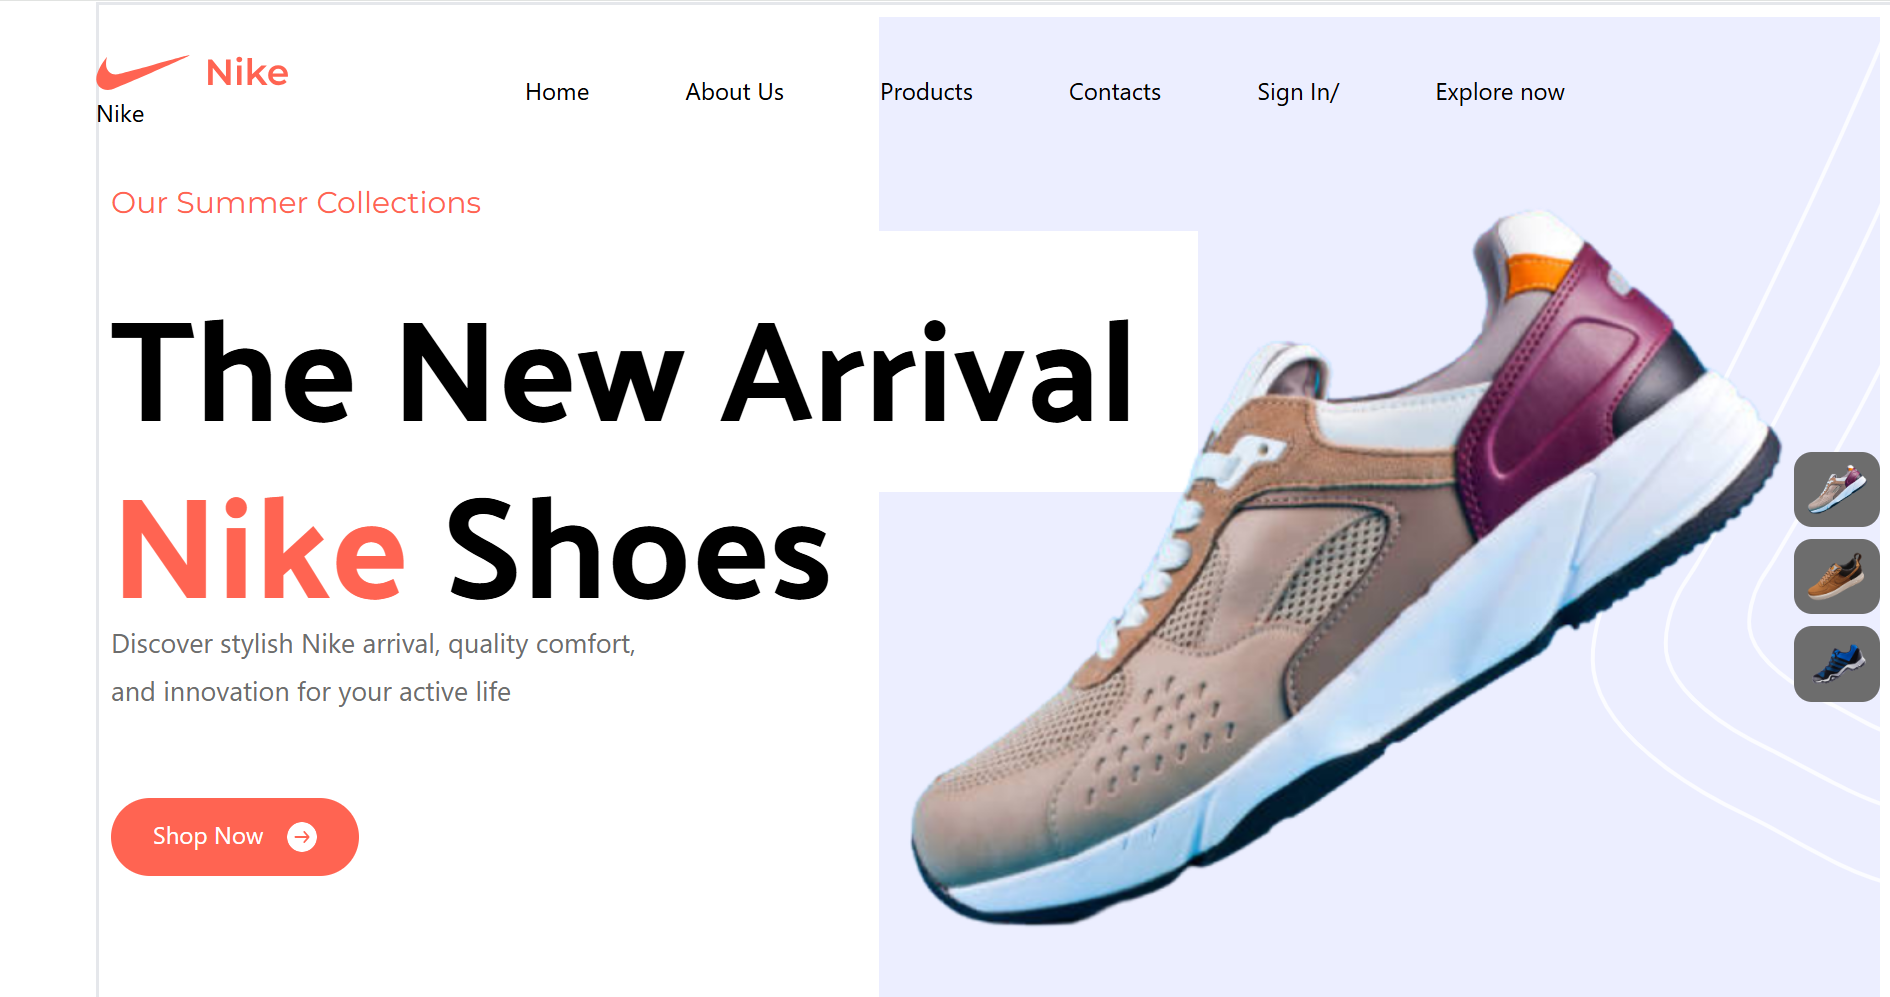 Nike
Nike
Home About Us Products Contacts Sign In/ Explore now
Our Summer Collections
The New Arrival
Nike Shoes
Discover stylish Nike arrival, quality comfort,
and innovation for your active life
Shop Now